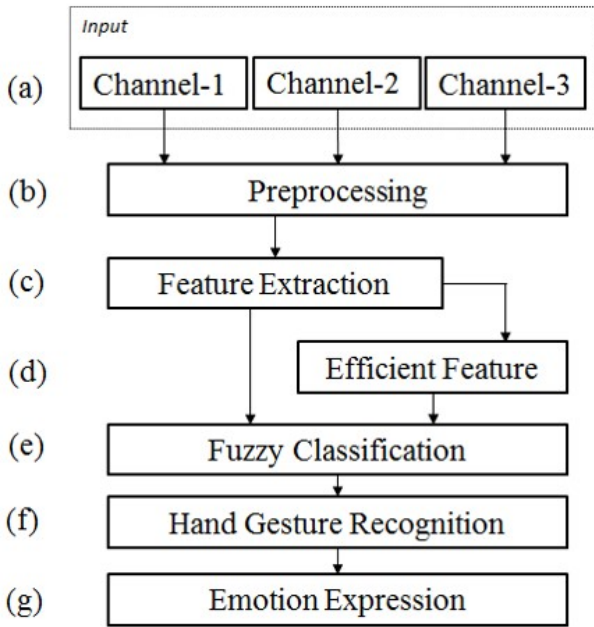 Input
(a) Channel-1 Channel-2 Channel-3
(b) Preprocessing
(c) Feature Extraction
(d) Efficient Feature
(e) Fuzzy Classification
(f) Hand Gesture Recognition
(g) Emotion Expression